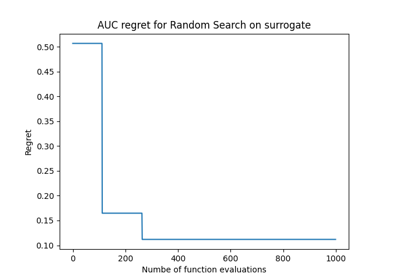 AUC regret for Random Search on surrogate
0.50
0.45
0.40
0.35
0.30
0.25
0.20
0.15
0.10
Regret
0 200 400 600 800 1000
Numbe of function evaluations